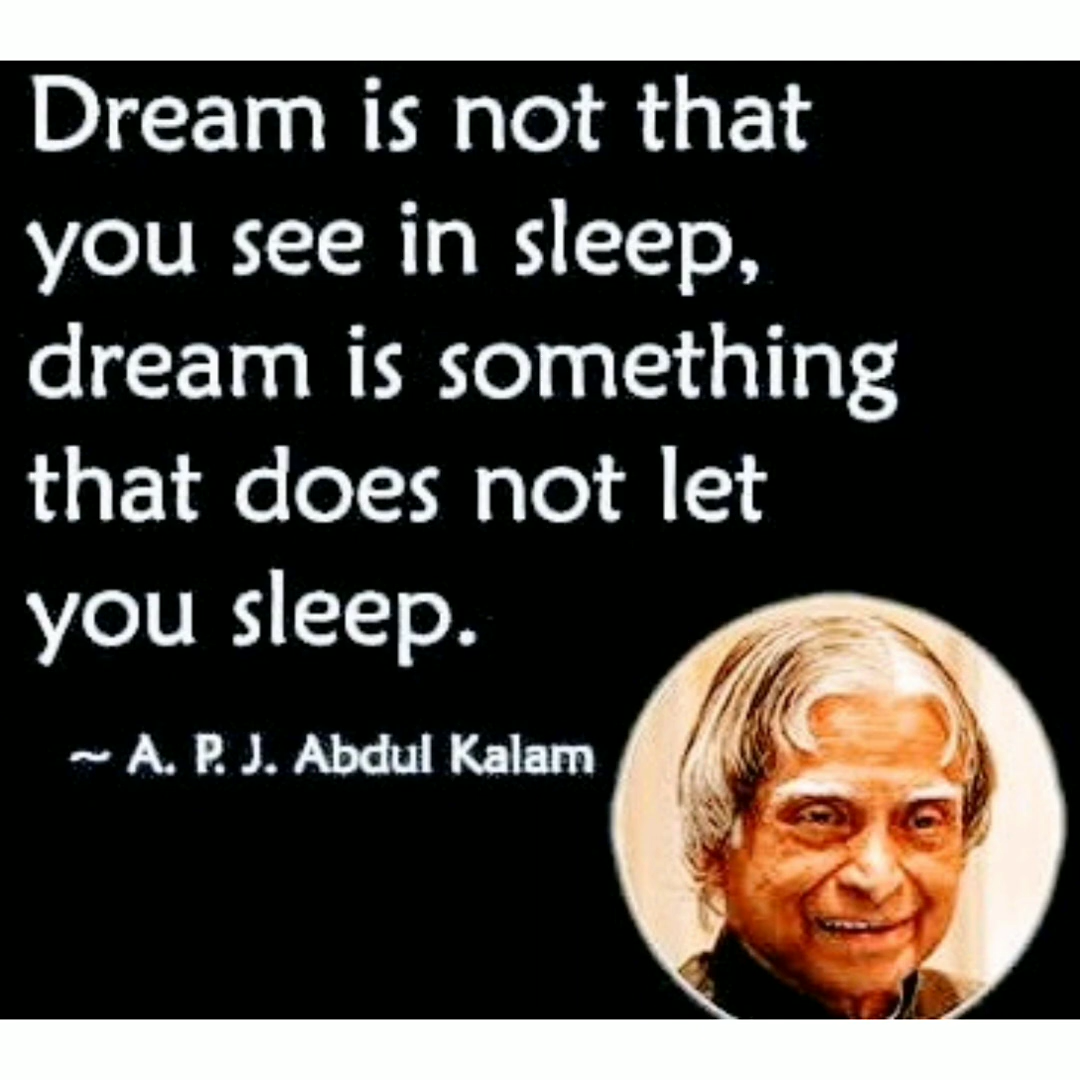 Dream is not that
you see in sleep,
dream is something
that does not let
you sleep.
~ A. P. J. Abdul Kalam